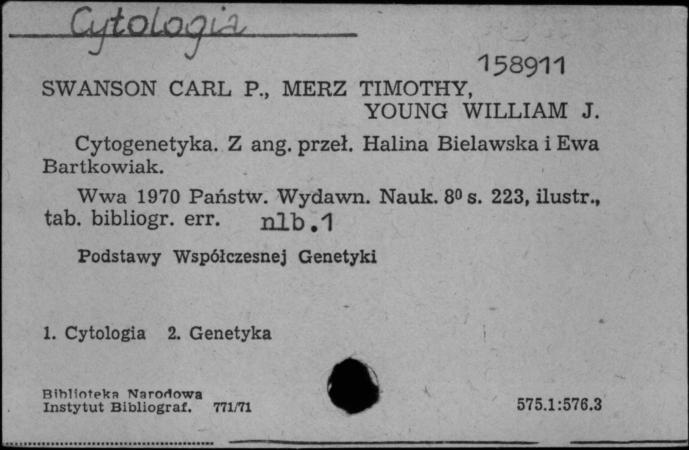 Cytologia
158911
SWANSON CARL P., MERZ TIMOTHY,
YOUNG WILLIAM J.
Cytogenetyka. Z ang. przeł. Halina Bielawska i Ewa
Bartkowiak.
Wwa 1970 Państw. Wydawn. Nauk. 8⁰ s. 223, ilustr.,
tab. bibliogr. err. nlb.1
Podstawy Współczesnej Genetyki
1. Cytologia 2. Genetyka
Biblioteka Narodowa
Instytut Bibliograf. 771/71
575.1:576.3